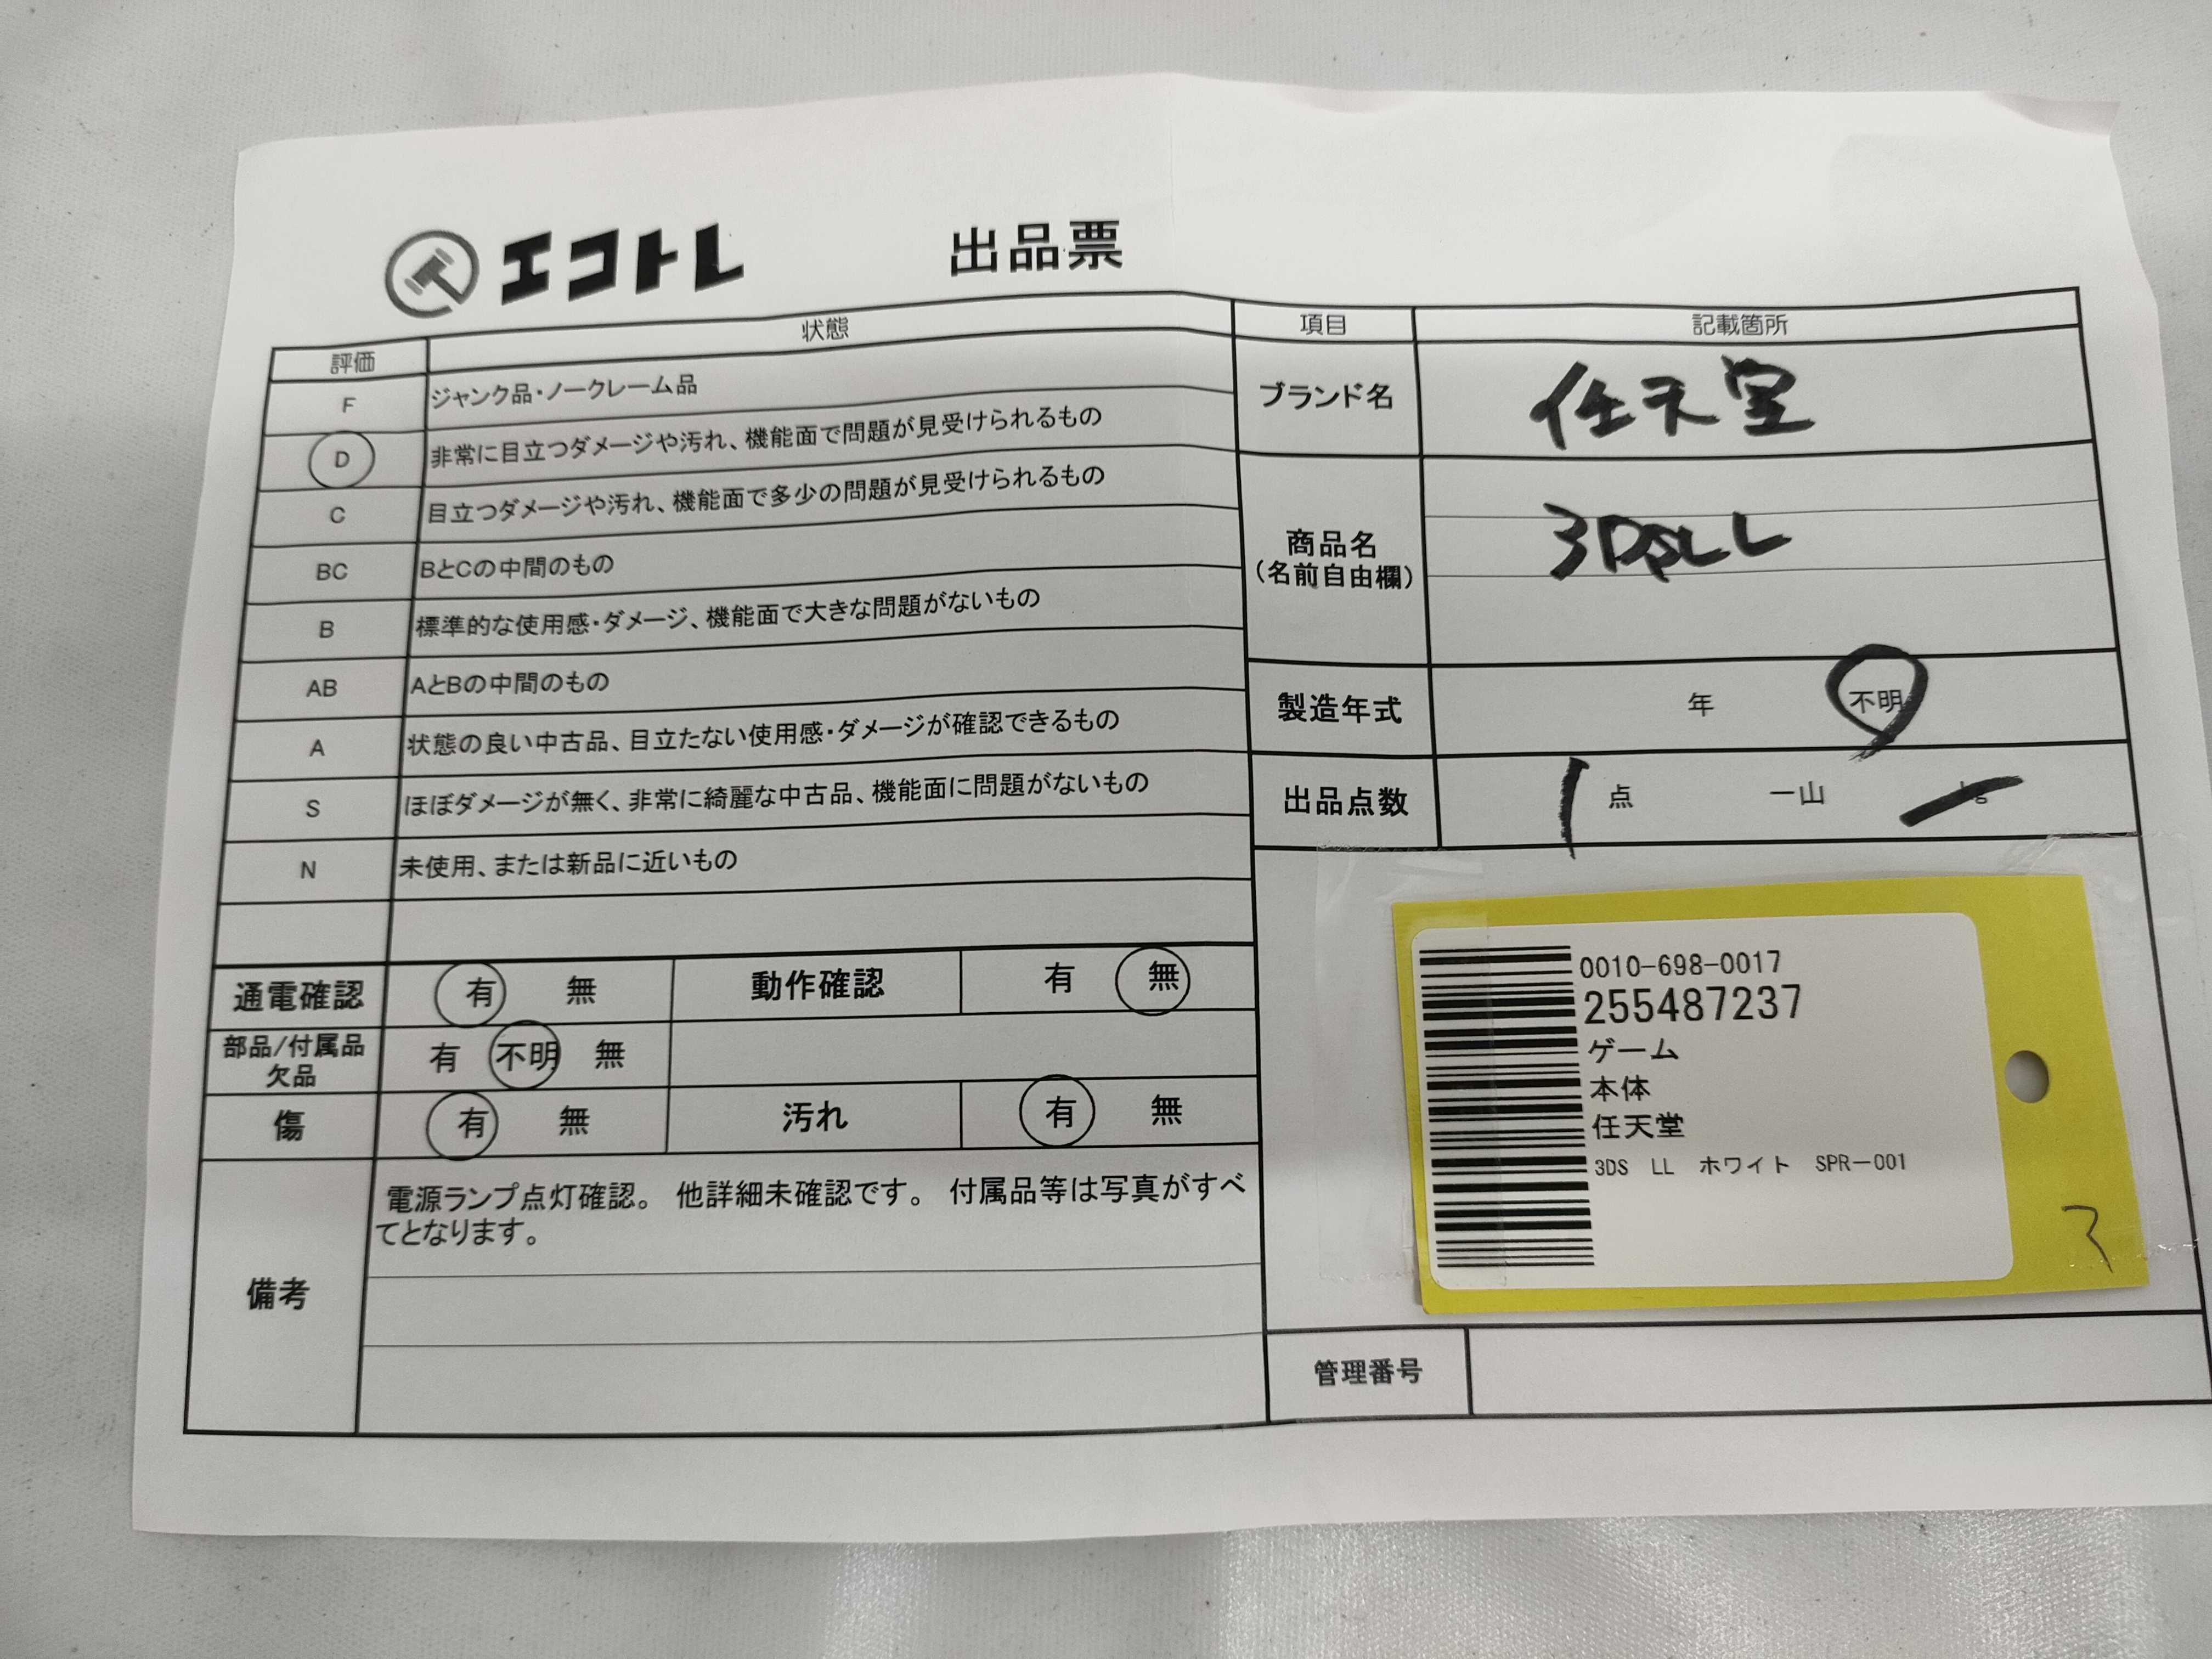 エコトレ 出品票
評価 状態
F ジャンク品・ノークレーム品
D 非常に目立つダメージや汚れ、機能面で問題が見受けられるもの
C 目立つダメージや汚れ、機能面で多少の問題が見受けられるもの
BC BとCの中間のもの
B 標準的な使用感・ダメージ、機能面で大きな問題がないもの
AB AとBの中間のもの
A 状態の良い中古品、目立たない使用感・ダメージが確認できるもの
S ほぼダメージが無く、非常に綺麗な中古品、機能面に問題がないもの
N 未使用、または新品に近いもの
通電確認 有 無 動作確認 有 無
部品/付属品
欠品
有 不明 無
傷 有 無 汚れ 有 無
備考
電源ランプ点灯確認。 他詳細未確認です。 付属品等は写真がすべ
てとなります。
項目 記載箇所
ブランド名 任天堂
商品名
(名前自由欄)
3DSLL
製造年式 年 不明
出品点数 1 点 一山 kg
0010-698-0017
255487237
ゲーム
本体
任天堂
3DS LL ホワイト SPR-001
3
管理番号